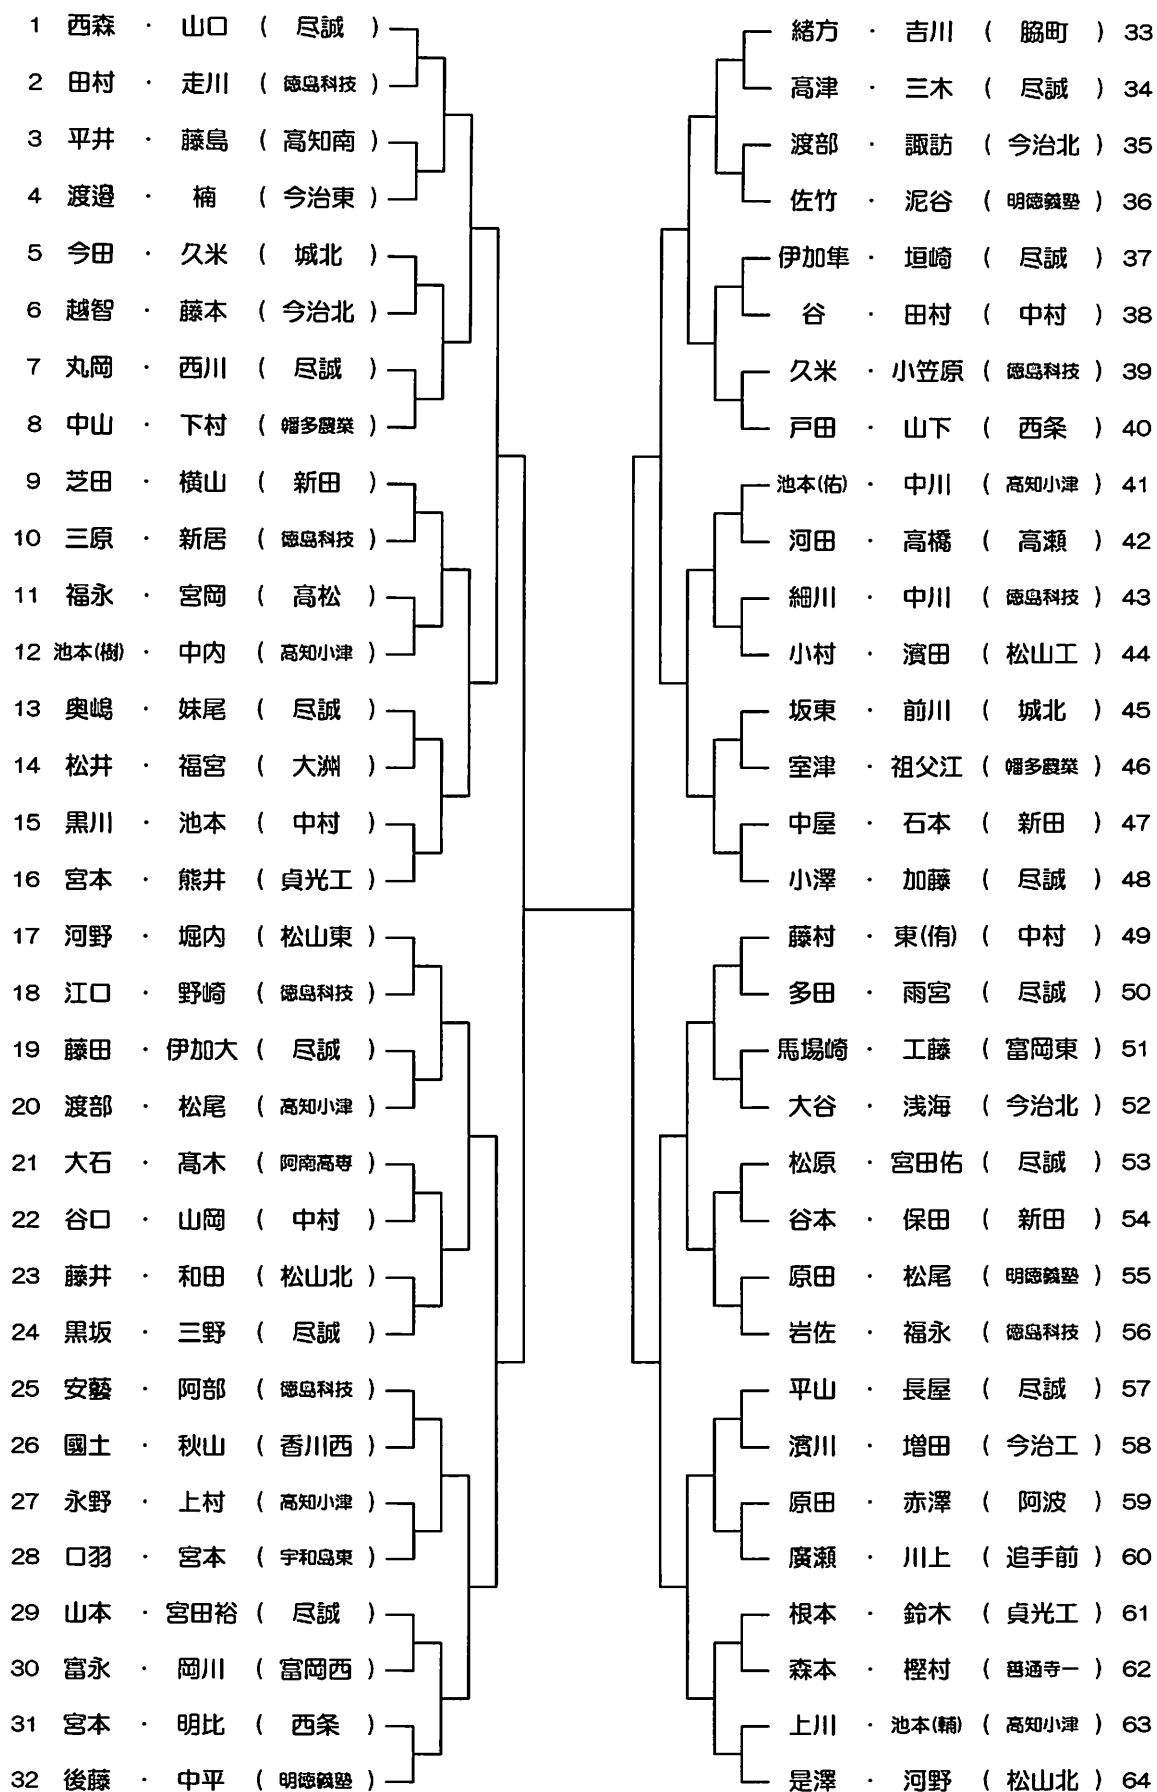 1 西森 ・ 山口 ( 尽誠 )
2 田村 ・ 走川 ( 徳島科技 )
3 平井 ・ 藤島 ( 高知南 )
4 渡邉 ・ 楠 ( 今治東 )
5 今田 ・ 久米 ( 城北 )
6 越智 ・ 藤本 ( 今治北 )
7 丸岡 ・ 西川 ( 尽誠 )
8 中山 ・ 下村 ( 幡多農業 )
9 芝田 ・ 横山 ( 新田 )
10 三原 ・ 新居 ( 徳島科技 )
11 福永 ・ 宮岡 ( 高松 )
12 池本(樹) ・ 中内 ( 高知小津 )
13 奥嶋 ・ 妹尾 ( 尽誠 )
14 松井 ・ 福宮 ( 大洲 )
15 黒川 ・ 池本 ( 中村 )
16 宮本 ・ 熊井 ( 貞光工 )
17 河野 ・ 堀内 ( 松山東 )
18 江口 ・ 野崎 ( 徳島科技 )
19 藤田 ・ 伊加大 ( 尽誠 )
20 渡部 ・ 松尾 ( 高知小津 )
21 大石 ・ 髙木 ( 阿南高専 )
22 谷口 ・ 山岡 ( 中村 )
23 藤井 ・ 和田 ( 松山北 )
24 黒坂 ・ 三野 ( 尽誠 )
25 安藝 ・ 阿部 ( 徳島科技 )
26 國土 ・ 秋山 ( 香川西 )
27 永野 ・ 上村 ( 高知小津 )
28 口羽 ・ 宮本 ( 宇和島東 )
29 山本 ・ 宮田裕 ( 尽誠 )
30 富永 ・ 岡川 ( 富岡西 )
31 宮本 ・ 明比 ( 西条 )
32 後藤 ・ 中平 ( 明徳義塾 )
緒方 ・ 吉川 ( 脇町 ) 33
高津 ・ 三木 ( 尽誠 ) 34
渡部 ・ 諏訪 ( 今治北 ) 35
佐竹 ・ 泥谷 ( 明徳義塾 ) 36
伊加隼 ・ 垣崎 ( 尽誠 ) 37
谷 ・ 田村 ( 中村 ) 38
久米 ・ 小笠原 ( 徳島科技 ) 39
戸田 ・ 山下 ( 西条 ) 40
池本(佑) ・ 中川 ( 高知小津 ) 41
河田 ・ 高橋 ( 高瀬 ) 42
細川 ・ 中川 ( 徳島科技 ) 43
小村 ・ 濱田 ( 松山工 ) 44
坂東 ・ 前川 ( 城北 ) 45
室津 ・ 祖父江 ( 幡多農業 ) 46
中屋 ・ 石本 ( 新田 ) 47
小澤 ・ 加藤 ( 尽誠 ) 48
藤村 ・ 東(侑) ( 中村 ) 49
多田 ・ 雨宮 ( 尽誠 ) 50
馬場崎 ・ 工藤 ( 富岡東 ) 51
大谷 ・ 浅海 ( 今治北 ) 52
松原 ・ 宮田佑 ( 尽誠 ) 53
谷本 ・ 保田 ( 新田 ) 54
原田 ・ 松尾 ( 明徳義塾 ) 55
岩佐 ・ 福永 ( 徳島科技 ) 56
平山 ・ 長屋 ( 尽誠 ) 57
濱川 ・ 増田 ( 今治工 ) 58
原田 ・ 赤澤 ( 阿波 ) 59
廣瀬 ・ 川上 ( 追手前 ) 60
根本 ・ 鈴木 ( 貞光工 ) 61
森本 ・ 樫村 ( 善通寺一 ) 62
上川 ・ 池本(輔) ( 高知小津 ) 63
是澤 ・ 河野 ( 松山北 ) 64